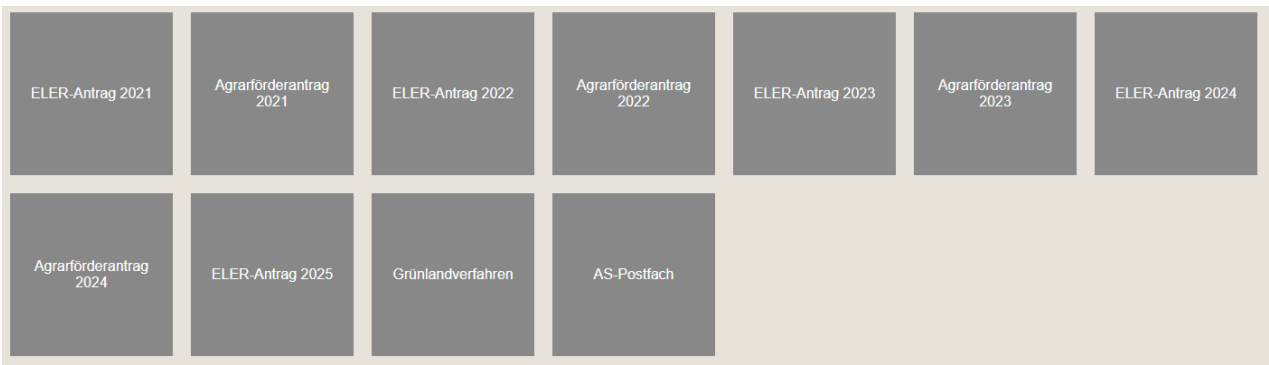 ELER-Antrag 2021
Agrarförderantrag
2021
ELER-Antrag 2022
Agrarförderantrag
2022
ELER-Antrag 2023
Agrarförderantrag
2023
ELER-Antrag 2024
Agrarförderantrag
2024
ELER-Antrag 2025
Grünlandverfahren
AS-Postfach